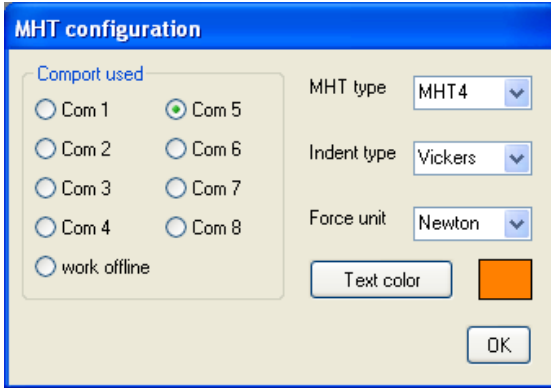 MHT configuration
Comport used
Com 1
Com 5
Com 2
Com 6
Com 3
Com 7
Com 4
Com 8
work offline
MHT type
MHT4
Indent type
Vickers
Force unit
Newton
Text color
OK